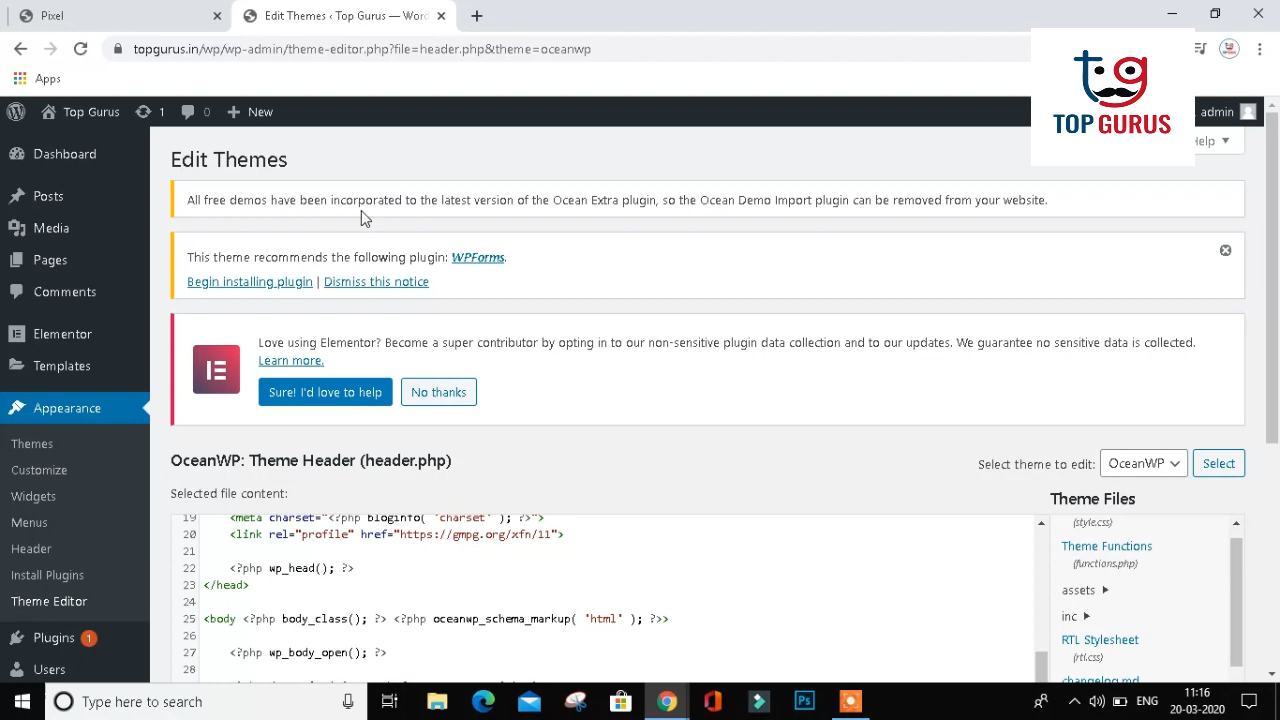 Pixel
Edit Themes ‹ Top Gurus — Word
topgurus.in/wp/wp-admin/theme-editor.php?file=header.php&theme=oceanwp
Apps
tg
TOP GURUS
Top Gurus
1
0
New
admin
Help
Dashboard
Posts
Media
Pages
Comments
Elementor
Templates
Appearance
Themes
Customize
Widgets
Menus
Header
Install Plugins
Theme Editor
Plugins 1
Users
Edit Themes
All free demos have been incorporated to the latest version of the Ocean Extra plugin, so the Ocean Demo Import plugin can be removed from your website.
This theme recommends the following plugin: WPForms.
Begin installing plugin | Dismiss this notice
Love using Elementor? Become a super contributor by opting in to our non-sensitive plugin data collection and to our updates. We guarantee no sensitive data is collected.
Learn more.
Sure! I'd love to help
No thanks
OceanWP: Theme Header (header.php)
Select theme to edit: OceanWP Select
Selected file content:
19 <meta charset="<?php bloginfo( 'charset' ); ?>">
20 <link rel="profile" href="https://gmpg.org/xfn/11">
21
22 <?php wp_head(); ?>
23 </head>
24
25 <body <?php body_class(); ?> <?php oceanwp_schema_markup( 'html' ); ?>>
26
27 <?php wp_body_open(); ?>
28
Theme Files
(style.css)
Theme Functions
(functions.php)
assets
inc
RTL Stylesheet
(rtl.css)
changelog.md
Type here to search
ENG
11:16
20-03-2020